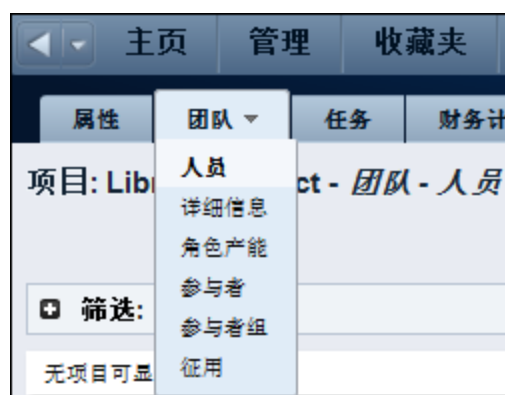 主页 管理 收藏夹
属性 团队 任务 财务计
人员
项目: Lib ct - 团队 - 人员
详细信息
角色产能
参与者
筛选:
参与者组
无项目可显
征用